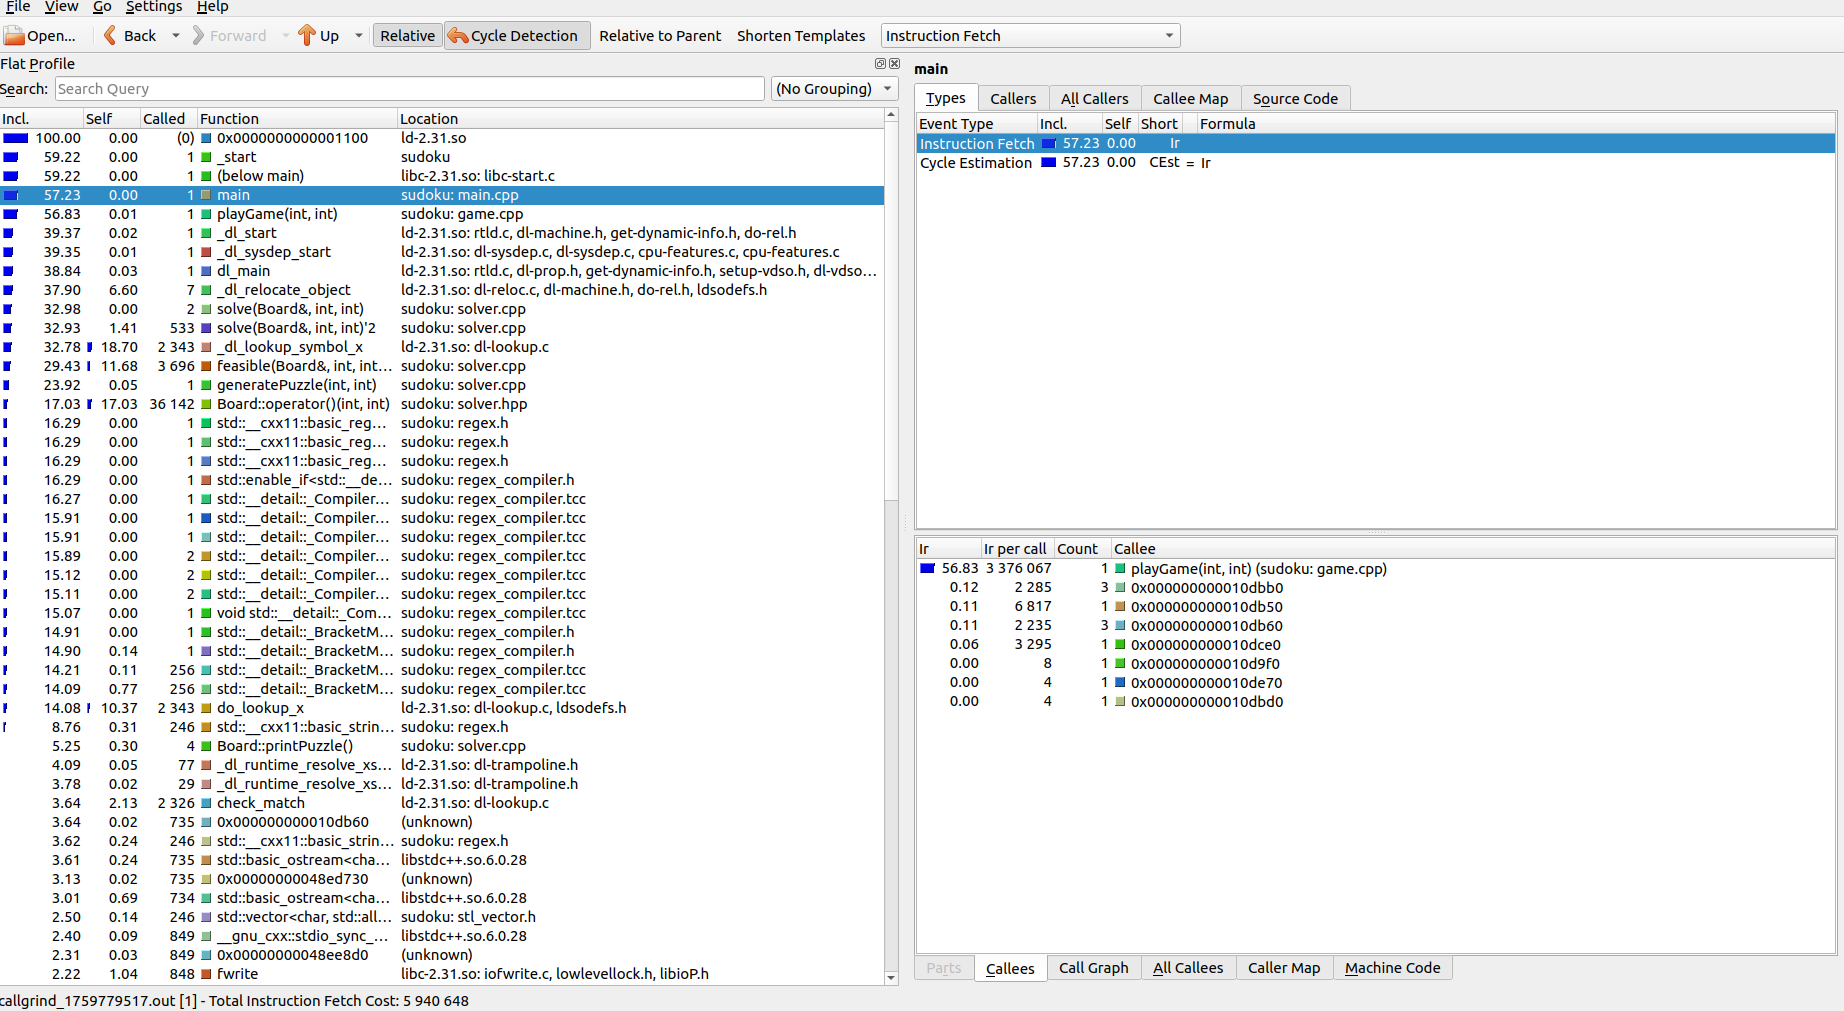 File View Go Settings Help
Open... Back Forward Up Relative Cycle Detection Relative to Parent Shorten Templates Instruction Fetch
Flat Profile
Search: Search Query (No Grouping)
Incl. Self Called Function Location
100.00 0.00 (0) 0x0000000000001100 ld-2.31.so
59.22 0.00 1 _start sudoku
59.22 0.00 1 (below main) libc-2.31.so: libc-start.c
57.23 0.00 1 main sudoku: main.cpp
56.83 0.01 1 playGame(int, int) sudoku: game.cpp
39.37 0.02 1 _dl_start ld-2.31.so: rtld.c, dl-machine.h, get-dynamic-info.h, do-rel.h
39.35 0.01 1 _dl_sysdep_start ld-2.31.so: dl-sysdep.c, dl-sysdep.c, cpu-features.c, cpu-features.c
38.84 0.03 1 dl_main ld-2.31.so: rtld.c, dl-prop.h, get-dynamic-info.h, setup-vdso.h, dl-vdso...
37.90 6.60 7 _dl_relocate_object ld-2.31.so: dl-reloc.c, dl-machine.h, do-rel.h, ldsodefs.h
32.98 0.00 2 solve(Board&, int, int) sudoku: solver.cpp
32.93 1.41 533 solve(Board&, int, int)'2 sudoku: solver.cpp
32.78 18.70 2 343 _dl_lookup_symbol_x ld-2.31.so: dl-lookup.c
29.43 11.68 3 696 feasible(Board&, int, int... sudoku: solver.cpp
23.92 0.05 1 generatePuzzle(int, int) sudoku: solver.cpp
17.03 17.03 36 142 Board::operator()(int, int) sudoku: solver.hpp
16.29 0.00 1 std::__cxx11::basic_reg... sudoku: regex.h
16.29 0.00 1 std::__cxx11::basic_reg... sudoku: regex.h
16.29 0.00 1 std::__cxx11::basic_reg... sudoku: regex.h
16.29 0.00 1 std::enable_if<std::__de... sudoku: regex_compiler.h
16.27 0.00 1 std::__detail::_Compiler... sudoku: regex_compiler.tcc
15.91 0.00 1 std::__detail::_Compiler... sudoku: regex_compiler.tcc
15.91 0.00 1 std::__detail::_Compiler... sudoku: regex_compiler.tcc
15.89 0.00 2 std::__detail::_Compiler... sudoku: regex_compiler.tcc
15.12 0.00 2 std::__detail::_Compiler... sudoku: regex_compiler.tcc
15.11 0.00 2 std::__detail::_Compiler... sudoku: regex_compiler.tcc
15.07 0.00 1 void std::__detail::_Com... sudoku: regex_compiler.tcc
14.91 0.00 1 std::__detail::_BracketM... sudoku: regex_compiler.h
14.90 0.14 1 std::__detail::_BracketM... sudoku: regex_compiler.h
14.21 0.11 256 std::__detail::_BracketM... sudoku: regex_compiler.tcc
14.09 0.77 256 std::__detail::_BracketM... sudoku: regex_compiler.tcc
14.08 10.37 2 343 do_lookup_x ld-2.31.so: dl-lookup.c, ldsodefs.h
8.76 0.31 246 std::__cxx11::basic_strin... sudoku: regex.h
5.25 0.30 4 Board::printPuzzle() sudoku: solver.cpp
4.09 0.05 77 _dl_runtime_resolve_xs... ld-2.31.so: dl-trampoline.h
3.78 0.02 29 _dl_runtime_resolve_xs... ld-2.31.so: dl-trampoline.h
3.64 2.13 2 326 check_match ld-2.31.so: dl-lookup.c
3.64 0.02 735 0x000000000010db60 (unknown)
3.62 0.24 246 std::__cxx11::basic_strin... sudoku: regex.h
3.61 0.24 735 std::basic_ostream<cha... libstdc++.so.6.0.28
3.13 0.02 735 0x00000000048ed730 (unknown)
3.01 0.69 734 std::basic_ostream<cha... libstdc++.so.6.0.28
2.50 0.14 246 std::vector<char, std::all... sudoku: stl_vector.h
2.40 0.09 849 __gnu_cxx::stdio_sync_... libstdc++.so.6.0.28
2.31 0.03 849 0x00000000048ee8d0 (unknown)
2.22 1.04 848 fwrite libc-2.31.so: iofwrite.c, lowlevellock.h, libioP.h
callgrind_1759779517.out [1] - Total Instruction Fetch Cost: 5 940 648
main
Types Callers All Callers Callee Map Source Code
Event Type Incl. Self Short Formula
Instruction Fetch 57.23 0.00 Ir
Cycle Estimation 57.23 0.00 CEst = Ir
Ir Ir per call Count Callee
56.83 3 376 067 1 playGame(int, int) (sudoku: game.cpp)
0.12 2 285 3 0x000000000010dbb0
0.11 6 817 1 0x000000000010db50
0.11 2 235 3 0x000000000010db60
0.06 3 295 1 0x000000000010dce0
0.00 8 1 0x000000000010d9f0
0.00 4 1 0x000000000010de70
0.00 4 1 0x000000000010dbd0
Parts Callees Call Graph All Callees Caller Map Machine Code